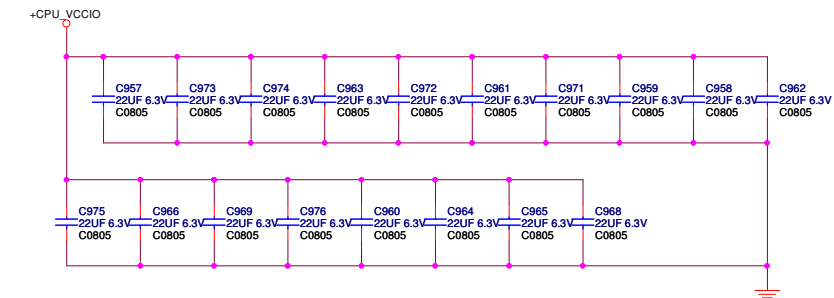 +CPU_VCCIO
C957 C973 C974 C963 C972 C961 C971 C959 C958 C962
22UF 6.3V 22UF 6.3V 22UF 6.3V 22UF 6.3V 22UF 6.3V 22UF 6.3V 22UF 6.3V 22UF 6.3V 22UF 6.3V 22UF 6.3V
C0805 C0805 C0805 C0805 C0805 C0805 C0805 C0805 C0805 C0805
C975 C966 C969 C976 C960 C964 C965 C968
22UF 6.3V 22UF 6.3V 22UF 6.3V 22UF 6.3V 22UF 6.3V 22UF 6.3V 22UF 6.3V 22UF 6.3V
C0805 C0805 C0805 C0805 C0805 C0805 C0805 C0805